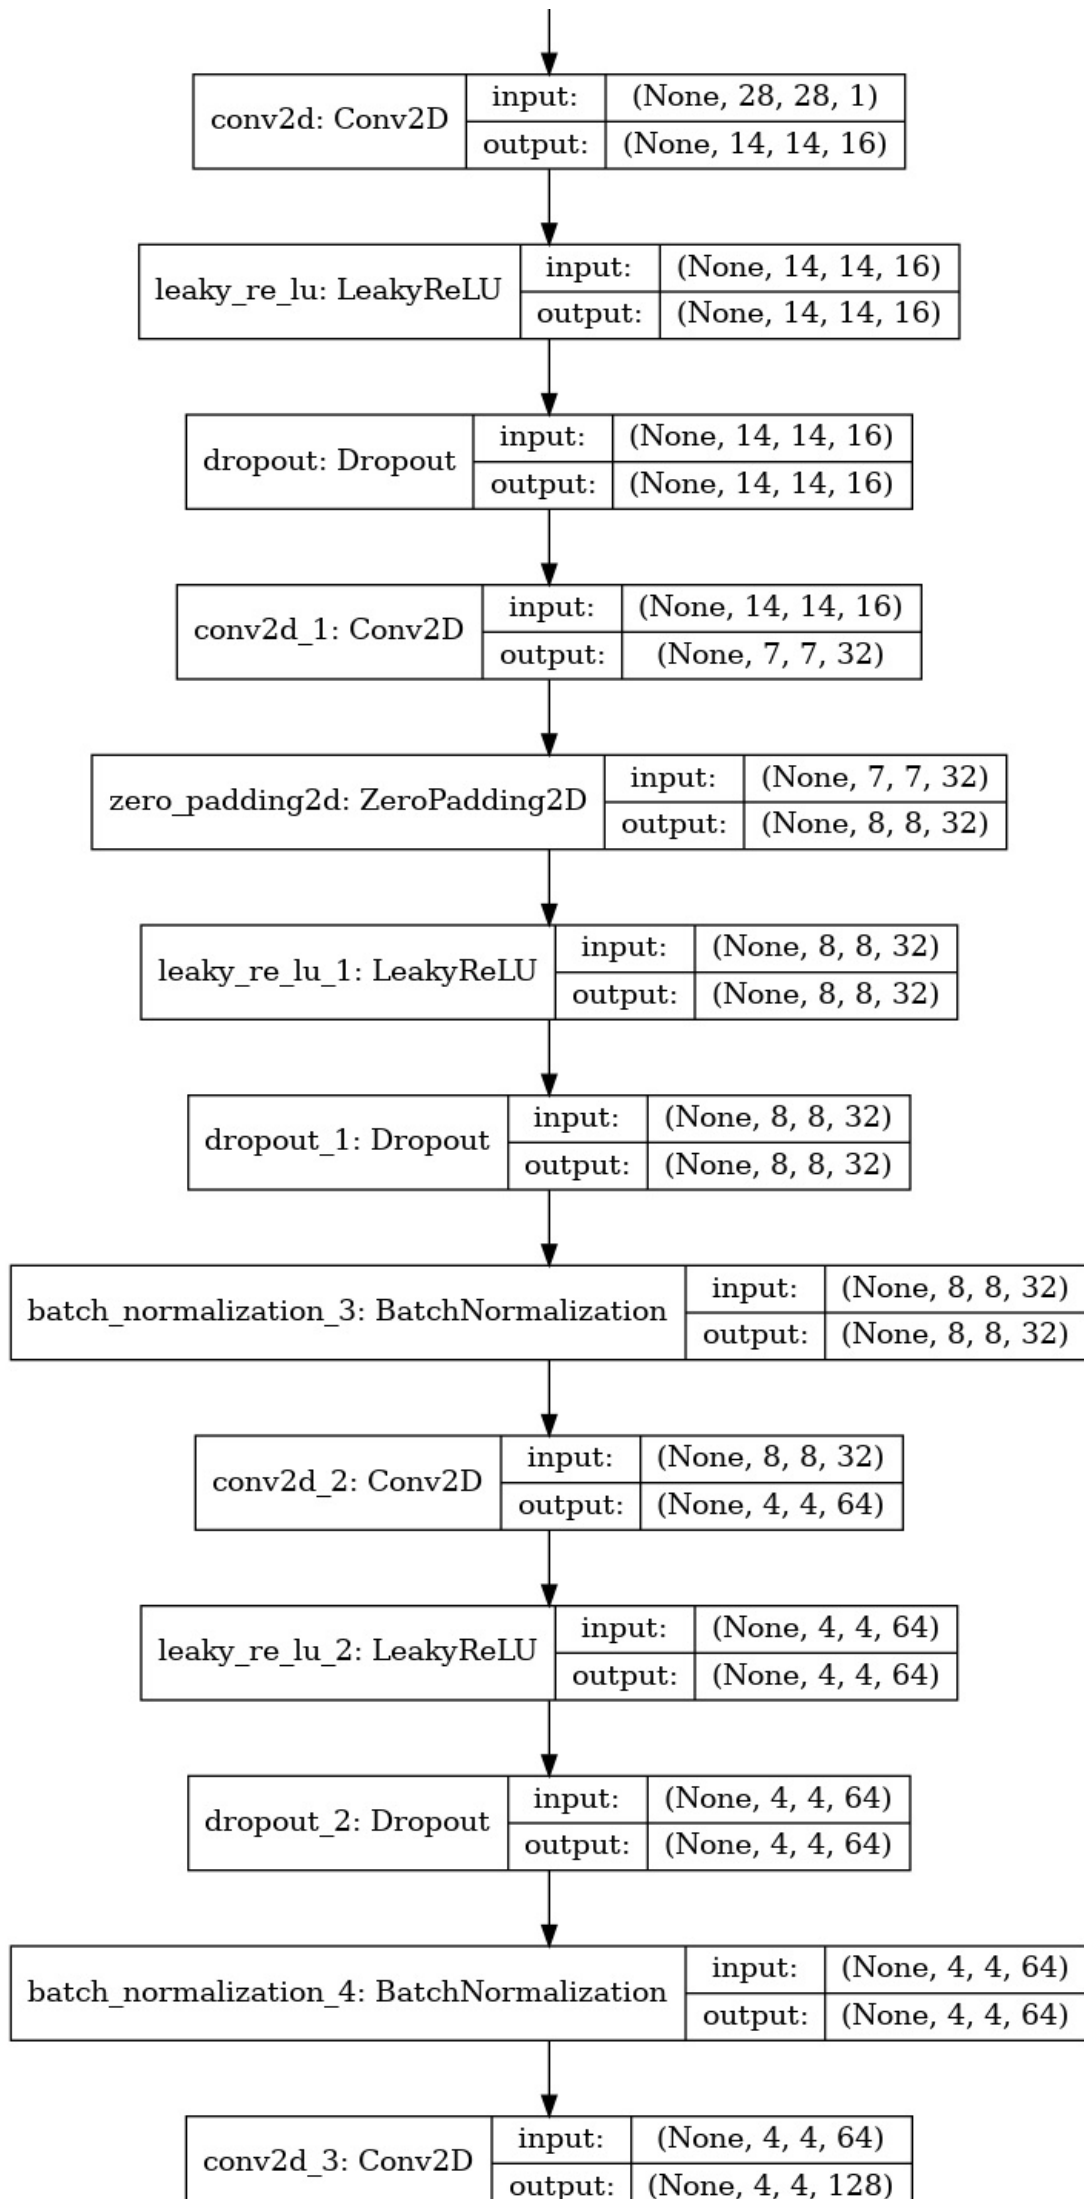 conv2d: Conv2D
input: (None, 28, 28, 1)
output: (None, 14, 14, 16)
leaky_re_lu: LeakyReLU
input: (None, 14, 14, 16)
output: (None, 14, 14, 16)
dropout: Dropout
input: (None, 14, 14, 16)
output: (None, 14, 14, 16)
conv2d_1: Conv2D
input: (None, 14, 14, 16)
output: (None, 7, 7, 32)
zero_padding2d: ZeroPadding2D
input: (None, 7, 7, 32)
output: (None, 8, 8, 32)
leaky_re_lu_1: LeakyReLU
input: (None, 8, 8, 32)
output: (None, 8, 8, 32)
dropout_1: Dropout
input: (None, 8, 8, 32)
output: (None, 8, 8, 32)
batch_normalization_3: BatchNormalization
input: (None, 8, 8, 32)
output: (None, 8, 8, 32)
conv2d_2: Conv2D
input: (None, 8, 8, 32)
output: (None, 4, 4, 64)
leaky_re_lu_2: LeakyReLU
input: (None, 4, 4, 64)
output: (None, 4, 4, 64)
dropout_2: Dropout
input: (None, 4, 4, 64)
output: (None, 4, 4, 64)
batch_normalization_4: BatchNormalization
input: (None, 4, 4, 64)
output: (None, 4, 4, 64)
conv2d_3: Conv2D
input: (None, 4, 4, 64)
output: (None, 4, 4, 128)